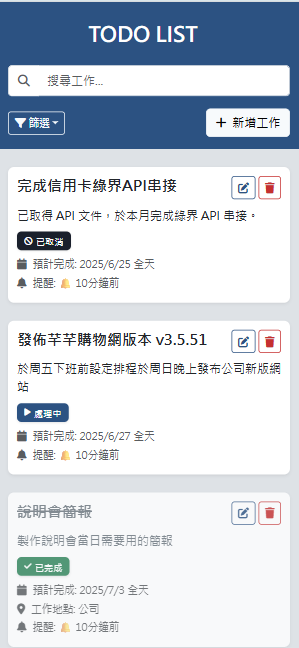 TODO LIST
搜尋工作...
篩選
新增工作
完成信用卡綠界API串接
已取得 API 文件，於本月完成綠界 API 串接。
已取消
預計完成: 2025/6/25 全天
提醒: 10分鐘前
發佈芊芊購物網版本 v3.5.51
於周五下班前設定排程於周日晚上發布公司新版網
站
處理中
預計完成: 2025/6/27 全天
提醒: 10分鐘前
說明會簡報
製作說明會當日需要用的簡報
已完成
預計完成: 2025/7/3 全天
工作地點: 公司
提醒: 10分鐘前